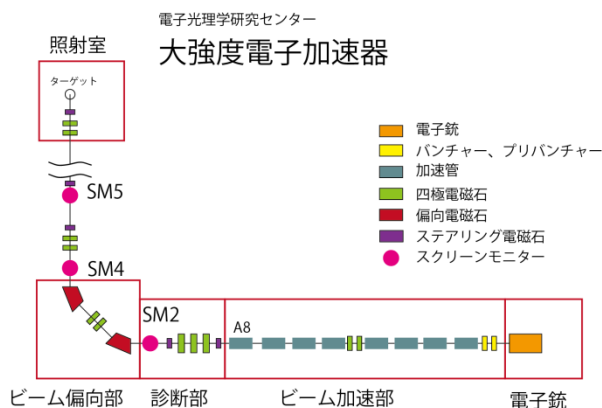 電子光理学研究センター
大強度電子加速器
照射室
ターゲット
電子銃
バンチャー、プリバンチャー
加速管
四極電磁石
偏向電磁石
ステアリング電磁石
スクリーンモニター
SM5
SM4
SM2
A8
ビーム偏向部
診断部
ビーム加速部
電子銃